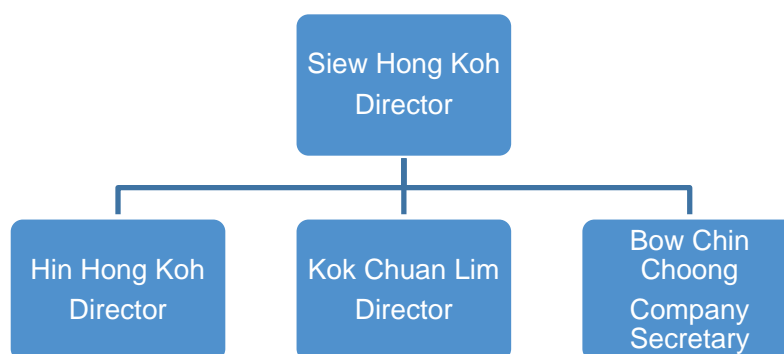 Siew Hong Koh
Director
Hin Hong Koh
Director
Kok Chuan Lim
Director
Bow Chin
Choong
Company
Secretary